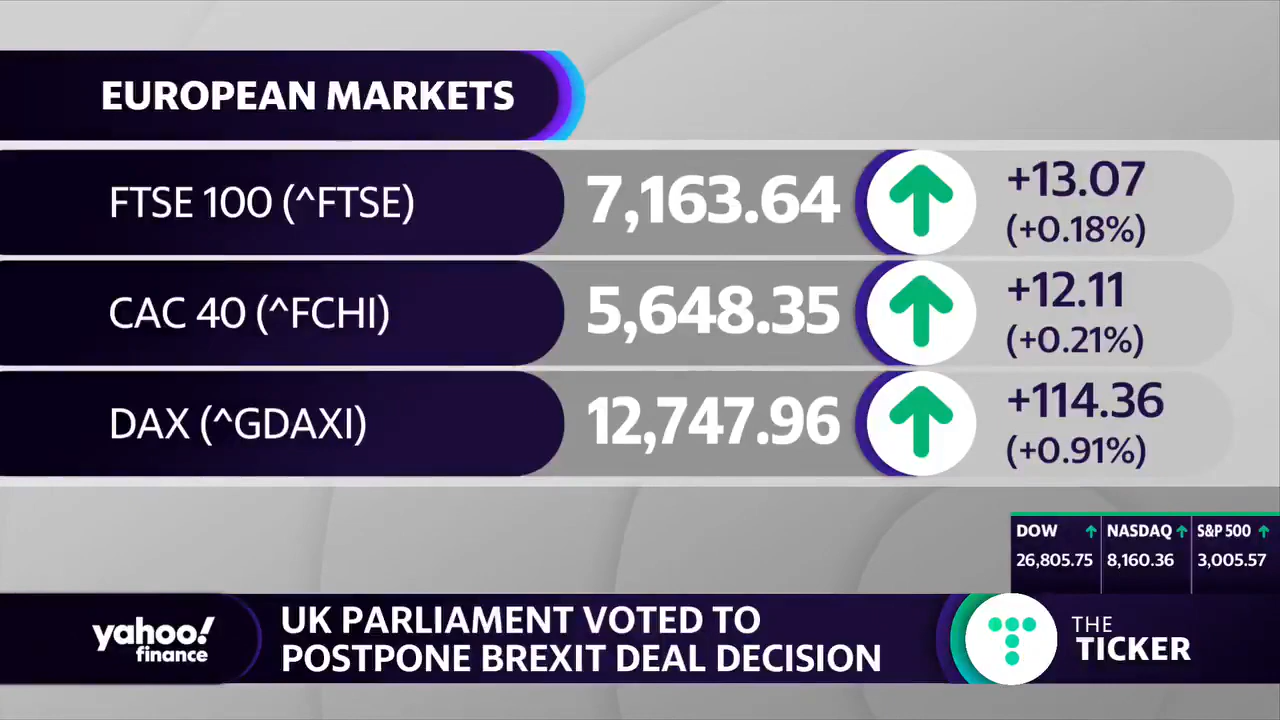 EUROPEAN MARKETS
FTSE 100 (^FTSE) 7,163.64 +13.07
(+0.18%)
CAC 40 (^FCHI) 5,648.35 +12.11
(+0.21%)
DAX (^GDAXI) 12,747.96 +114.36
(+0.91%)
DOW NASDAQ S&P 500
26,805.75 8,160.36 3,005.57
yahoo!
finance
UK PARLIAMENT VOTED TO
POSTPONE BREXIT DEAL DECISION
THE
TICKER